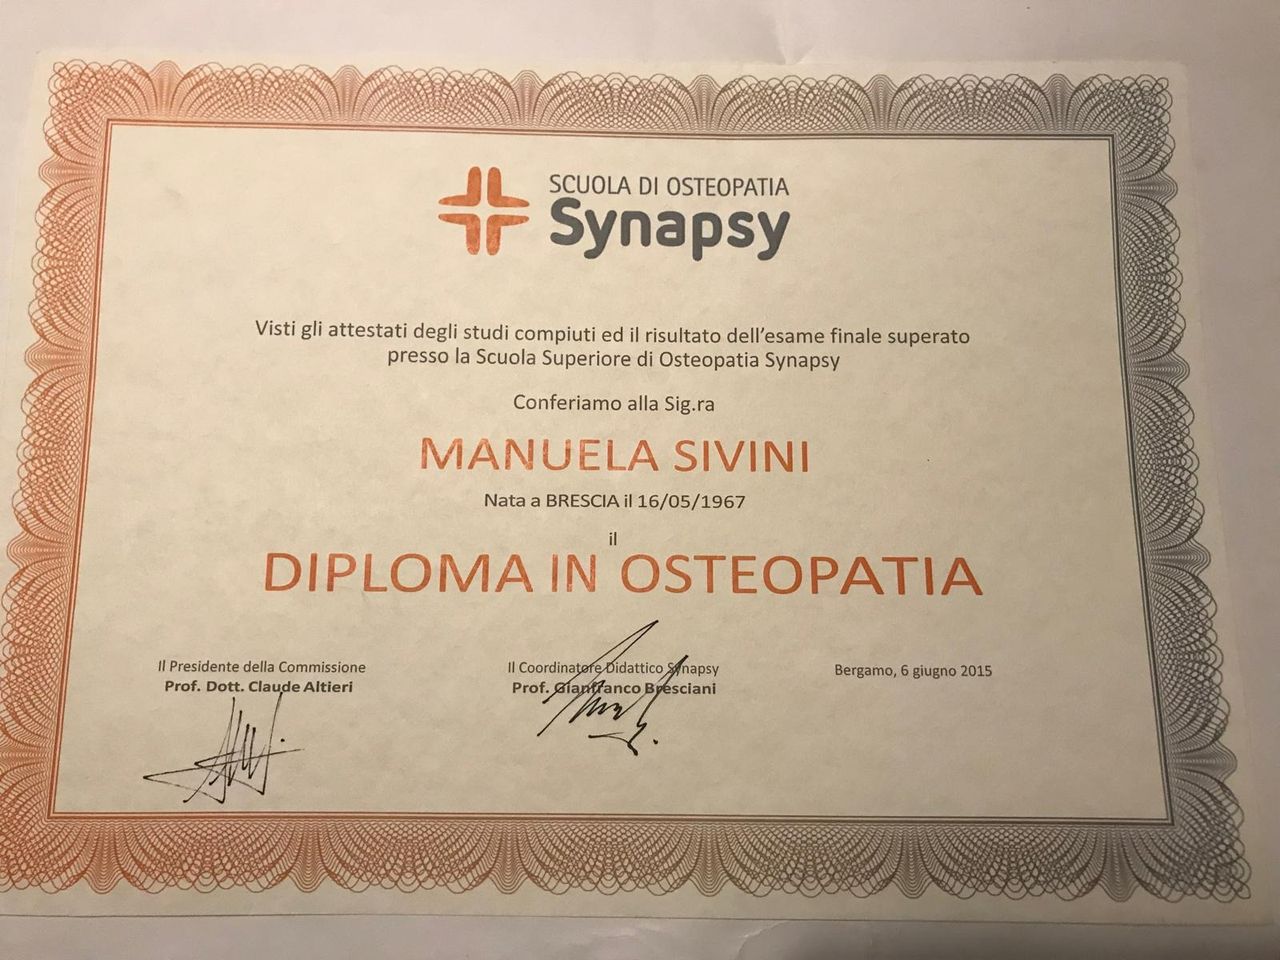 SCUOLA DI OSTEOPATIA
Synapsy
Visti gli attestati degli studi compiuti ed il risultato dell'esame finale superato
presso la Scuola Superiore di Osteopatia Synapsy
Conferiamo alla Sig.ra
MANUELA SIVINI
Nata a BRESCIA il 16/05/1967
il
DIPLOMA IN OSTEOPATIA
Il Presidente della Commissione
Prof. Dott. Claude Altieri
Il Coordinatore Didattico Synapsy
Prof. Gianfranco Bresciani
Bergamo, 6 giugno 2015